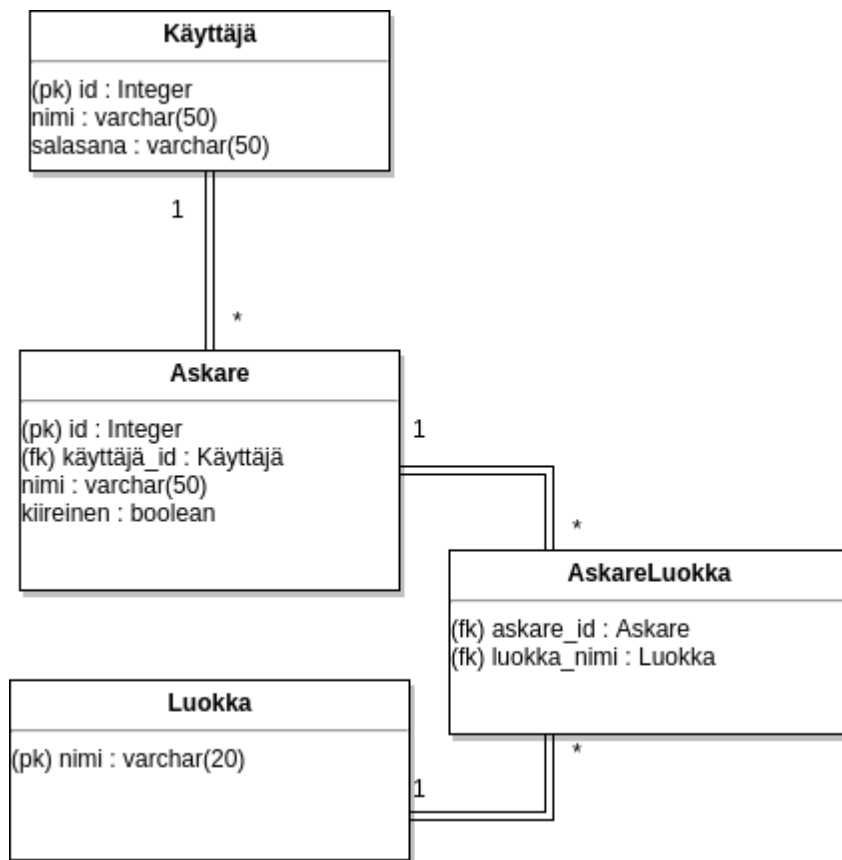 Käyttäjä
(pk) id : Integer
nimi : varchar(50)
salasana : varchar(50)
1
*
Askare
(pk) id : Integer
(fk) käyttäjä_id : Käyttäjä
nimi : varchar(50)
kiireinen : boolean
1
*
AskareLuokka
(fk) askare_id : Askare
(fk) luokka_nimi : Luokka
*
1
Luokka
(pk) nimi : varchar(20)